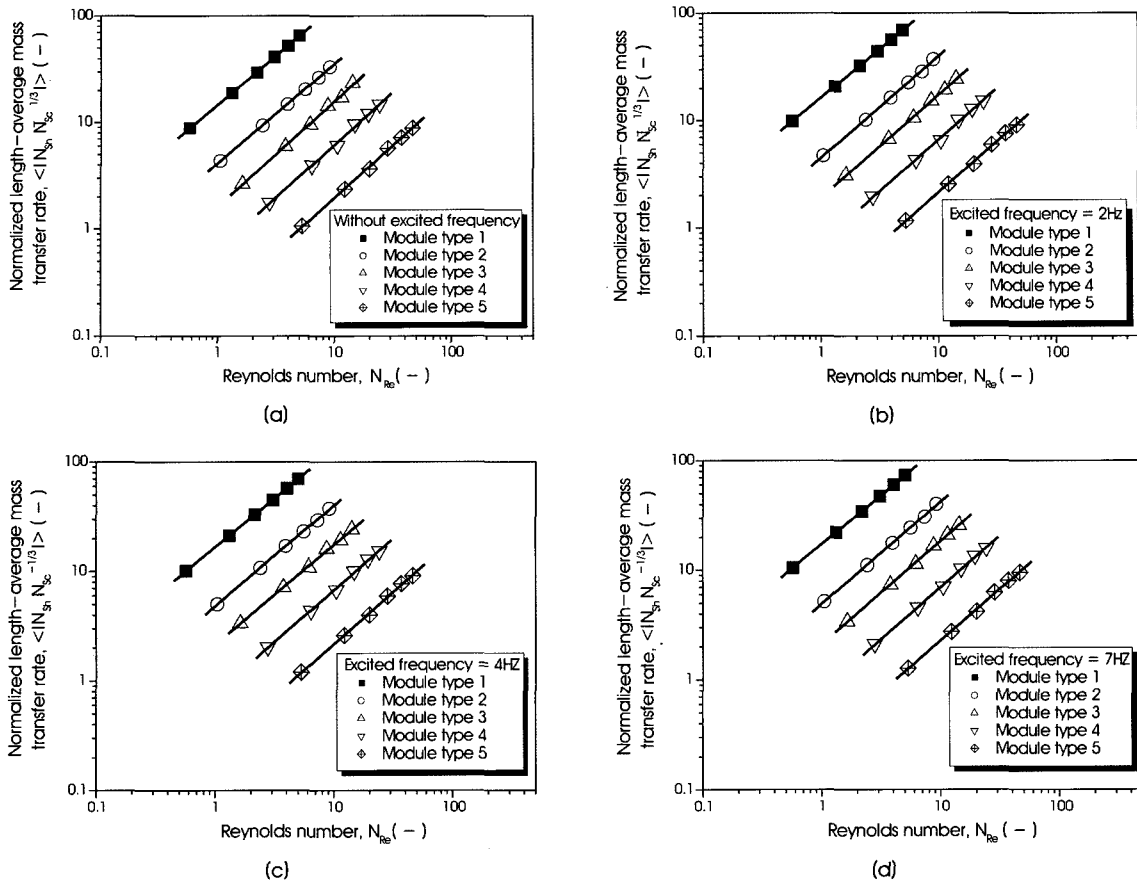 Normalized length-average mass
transfer rate, <|N_Sh N_Sc^1/3|> (-)
100
10
1
0.1
Without excited frequency
Module type 1
Module type 2
Module type 3
Module type 4
Module type 5
0.1 1 10 100
Reynolds number, N_Re (-)
(a)
Normalized length-average mass
transfer rate, <|N_Sh N_Sc^1/3|> (-)
100
10
1
0.1
Excited frequency = 2Hz
Module type 1
Module type 2
Module type 3
Module type 4
Module type 5
0.1 1 10 100
Reynolds number, N_Re (-)
(b)
Normalized length-average mass
transfer rate, <|N_Sh N_Sc^-1/3|> (-)
100
10
1
0.1
Excited frequency = 4HZ
Module type 1
Module type 2
Module type 3
Module type 4
Module type 5
0.1 1 10 100
Reynolds number, N_Re (-)
(c)
Normalized length-average mass
transfer rate, <|N_Sh N_Sc^-1/3|> (-)
100
10
1
0.1
Excited frequency = 7HZ
Module type 1
Module type 2
Module type 3
Module type 4
Module type 5
0.1 1 10 100
Reynolds number, N_Re (-)
(d)